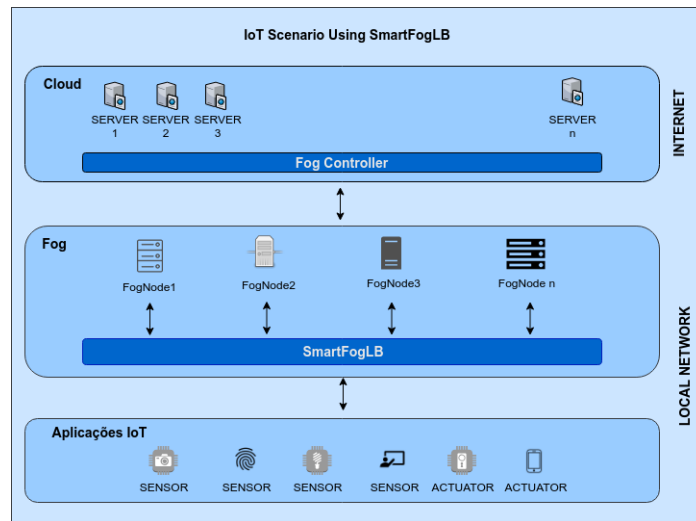 IoT Scenario Using SmartFogLB
Cloud
SERVER
1
SERVER
2
SERVER
3
SERVER
n
Fog Controller
INTERNET
Fog
FogNode1
FogNode2
FogNode3
FogNode n
SmartFogLB
LOCAL NETWORK
Aplicações IoT
SENSOR
SENSOR
SENSOR
SENSOR
ACTUATOR
ACTUATOR